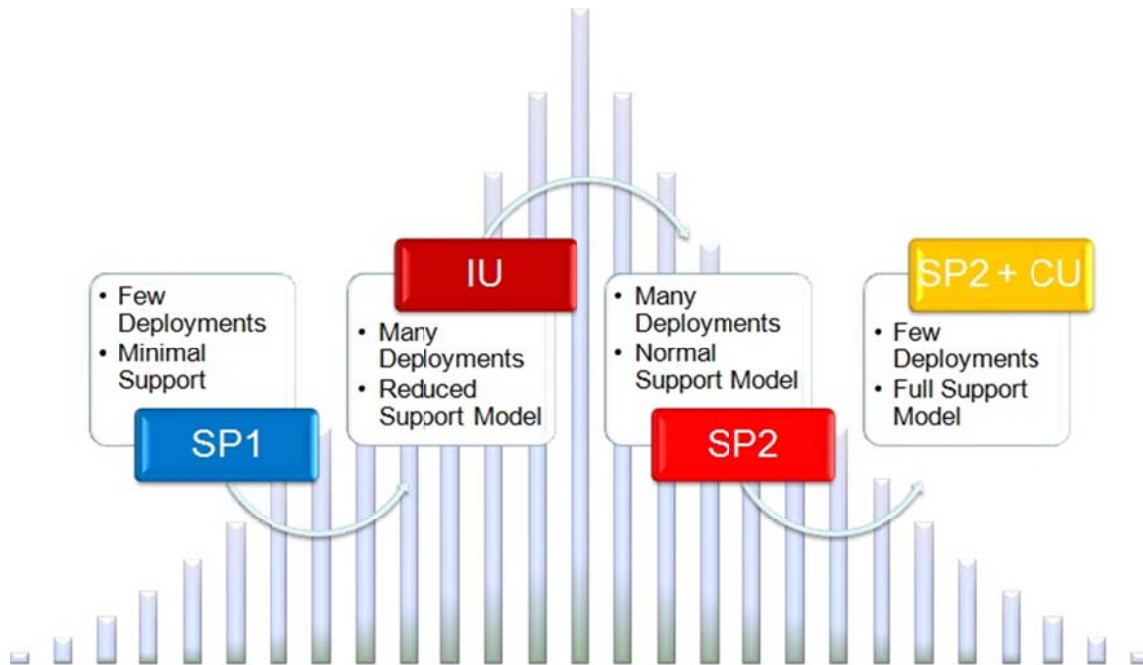 • Few
Deployments
• Minimal
Support
SP1
IU
• Many
Deployments
• Reduced
Support Model
• Many
Deployments
• Normal
Support Model
SP2
SP2 + CU
• Few
Deployments
• Full Support
Model